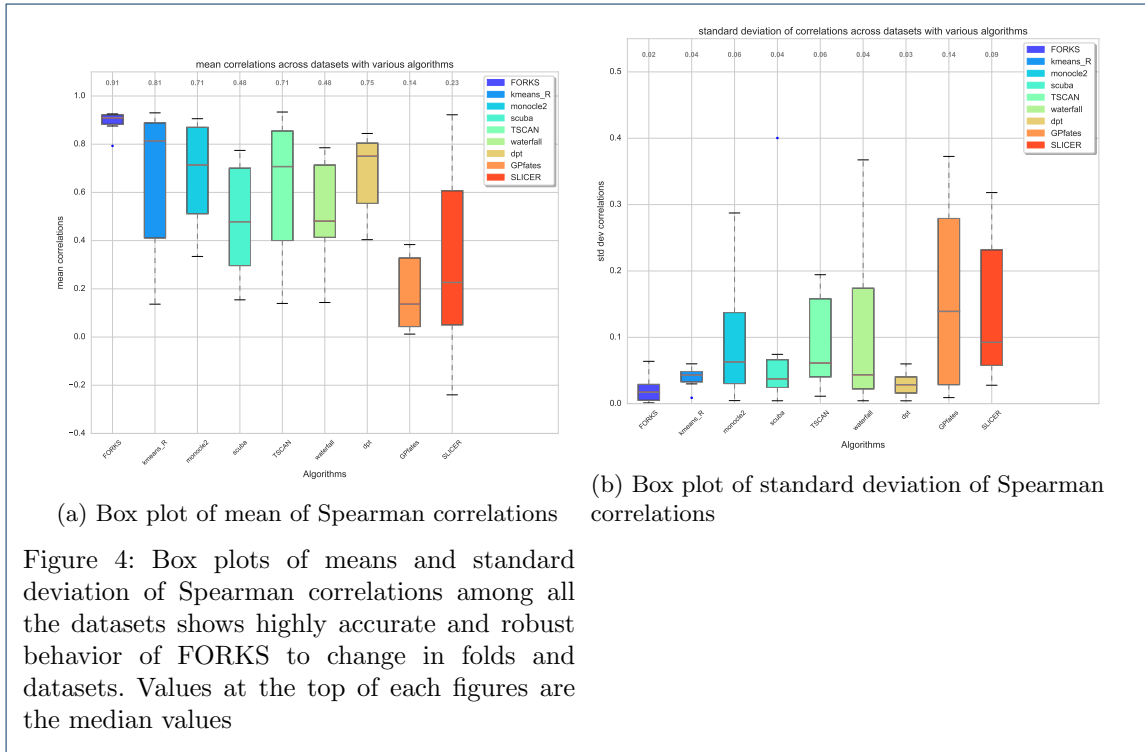 mean correlations across datasets with various algorithms
0.91 0.81 0.71 0.48 0.71 0.48 0.75 0.14 0.23
FORKS
kmeans_R
monocle2
scuba
TSCAN
waterfall
dpt
GPfates
SLICER
1.0
0.8
0.6
0.4
0.2
0.0
−0.2
−0.4
mean correlations
FORKS kmeans_R monocle2 scuba TSCAN waterfall dpt GPfates SLICER
Algorithms
(a) Box plot of mean of Spearman correlations
standard deviation of correlations across datasets with various algorithms
0.02 0.04 0.06 0.04 0.06 0.04 0.03 0.14 0.09
FORKS
kmeans_R
monocle2
scuba
TSCAN
waterfall
dpt
GPfates
SLICER
0.5
0.4
0.3
0.2
0.1
0.0
std dev correlations
FORKS kmeans_R monocle2 scuba TSCAN waterfall dpt GPfates SLICER
Algorithms
(b) Box plot of standard deviation of Spearman
correlations
Figure 4: Box plots of means and standard
deviation of Spearman correlations among all
the datasets shows highly accurate and robust
behavior of FORKS to change in folds and
datasets. Values at the top of each figures are
the median values